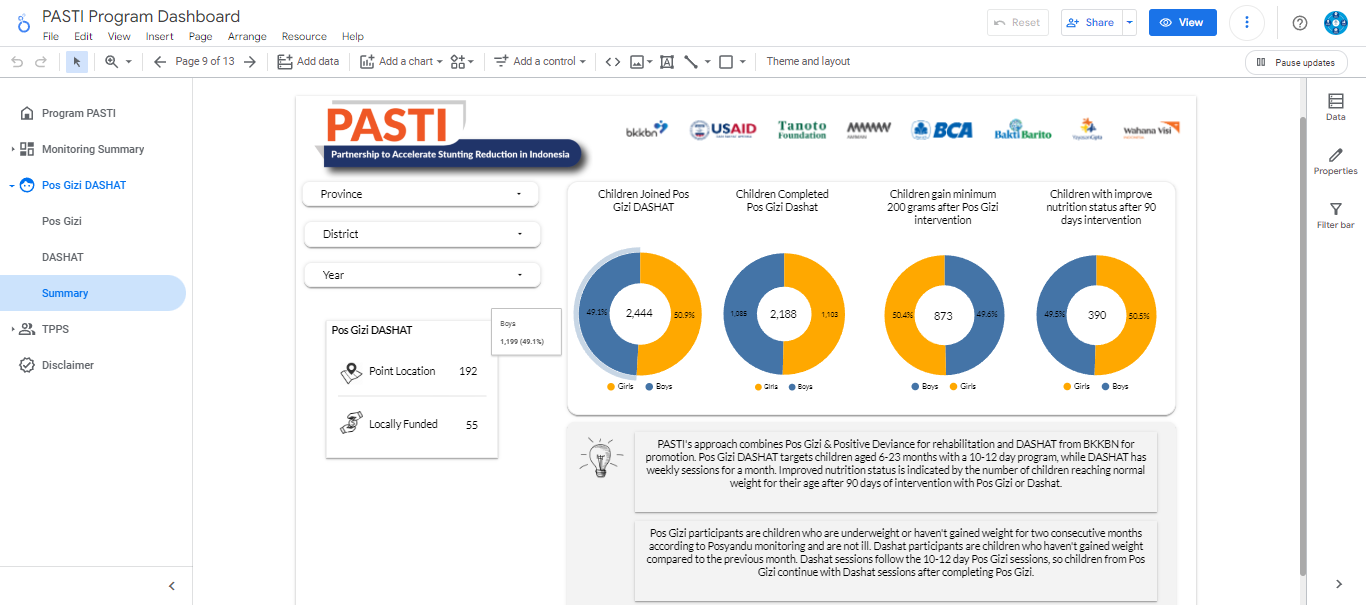 PASTI Program Dashboard
File Edit View Insert Page Arrange Resource Help
Reset
Share
View
Page 9 of 13
Add data
Add a chart
Add a control
Theme and layout
Pause updates
Program PASTI
Monitoring Summary
Pos Gizi DASHAT
Pos Gizi
DASHAT
Summary
TPPS
Disclaimer
PASTI
Partnership to Accelerate Stunting Reduction in Indonesia
bkkbn
USAID
Tanoto
Foundation
BCA
Bakti Barito
Wahana Visi
Province
District
Year
Pos Gizi DASHAT
Point Location 192
Locally Funded 55
Boys
1,199 (49.1%)
Children Joined Pos
Gizi DASHAT
49.1%
2,444
50.9%
Girls Boys
Children Completed
Pos Gizi Dashat
2,188
1,103
Girls Boys
Children gain minimum
200 grams after Pos Gizi
intervention
50.4%
873
49.6%
Boys Girls
Children with improve
nutrition status after 90
days intervention
49.5%
390
50.5%
Girls Boys
PASTI's approach combines Pos Gizi & Positive Deviance for rehabilitation and DASHAT from BKKBN for
promotion. Pos Gizi DASHAT targets children aged 6-23 months with a 10-12 day program, while DASHAT has
weekly sessions for a month. Improved nutrition status is indicated by the number of children reaching normal
weight for their age after 90 days of intervention with Pos Gizi or Dashat.
Pos Gizi participants are children who are underweight or haven't gained weight for two consecutive months
according to Posyandu monitoring and are not ill. Dashat participants are children who haven't gained weight
compared to the previous month. Dashat sessions follow the 10-12 day Pos Gizi sessions, so children from Pos
Gizi continue with Dashat sessions after completing Pos Gizi.
Data
Properties
Filter bar